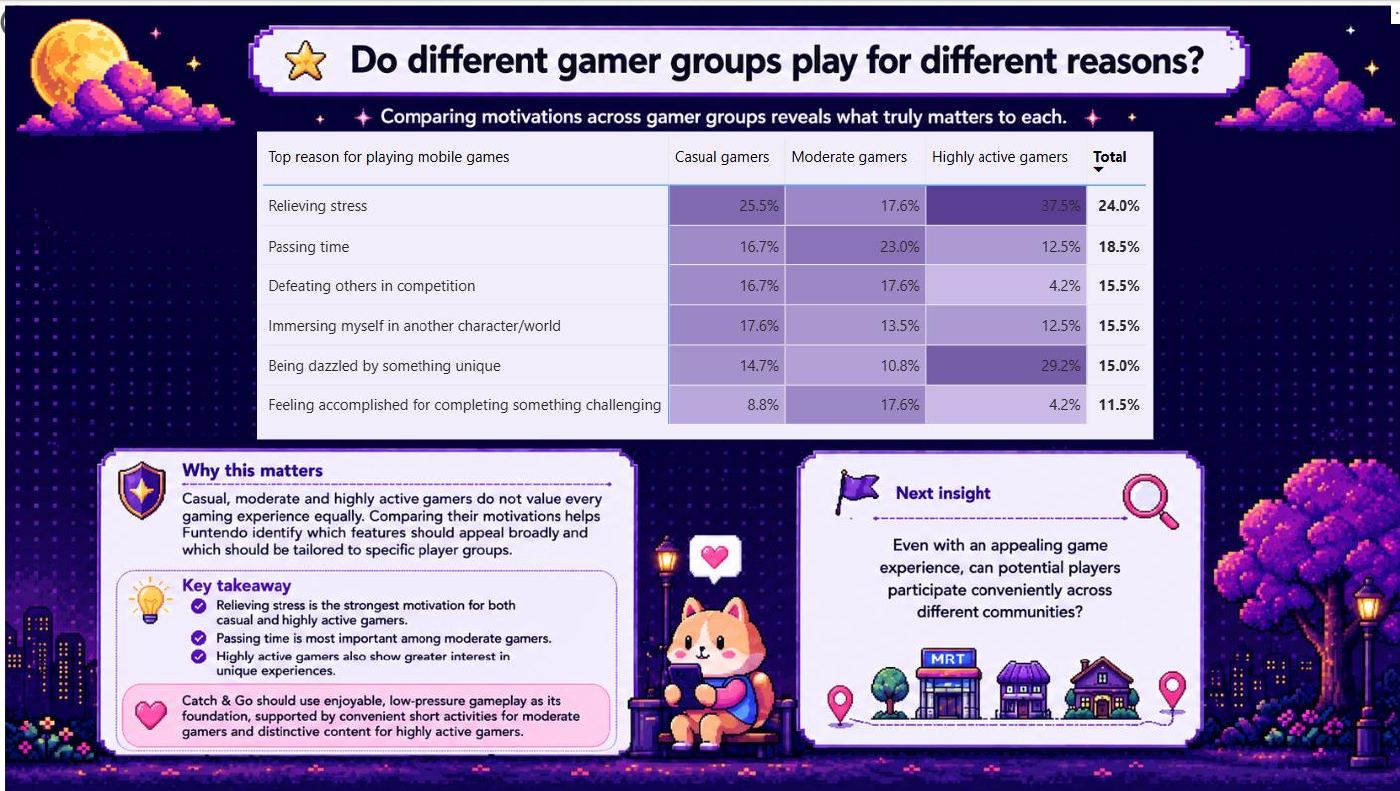 Do different gamer groups play for different reasons?
Comparing motivations across gamer groups reveals what truly matters to each.
Top reason for playing mobile games Casual gamers Moderate gamers Highly active gamers Total
Relieving stress 25.5% 17.6% 37.5% 24.0%
Passing time 16.7% 23.0% 12.5% 18.5%
Defeating others in competition 16.7% 17.6% 4.2% 15.5%
Immersing myself in another character/world 17.6% 13.5% 12.5% 15.5%
Being dazzled by something unique 14.7% 10.8% 29.2% 15.0%
Feeling accomplished for completing something challenging 8.8% 17.6% 4.2% 11.5%
Why this matters
Casual, moderate and highly active gamers do not value every
gaming experience equally. Comparing their motivations helps
Funtendo identify which features should appeal broadly and
which should be tailored to specific player groups.
Key takeaway
Relieving stress is the strongest motivation for both
casual and highly active gamers.
Passing time is most important among moderate gamers.
Highly active gamers also show greater interest in
unique experiences.
Catch & Go should use enjoyable, low-pressure gameplay as its
foundation, supported by convenient short activities for moderate
gamers and distinctive content for highly active gamers.
Next insight
Even with an appealing game
experience, can potential players
participate conveniently across
different communities?
MRT